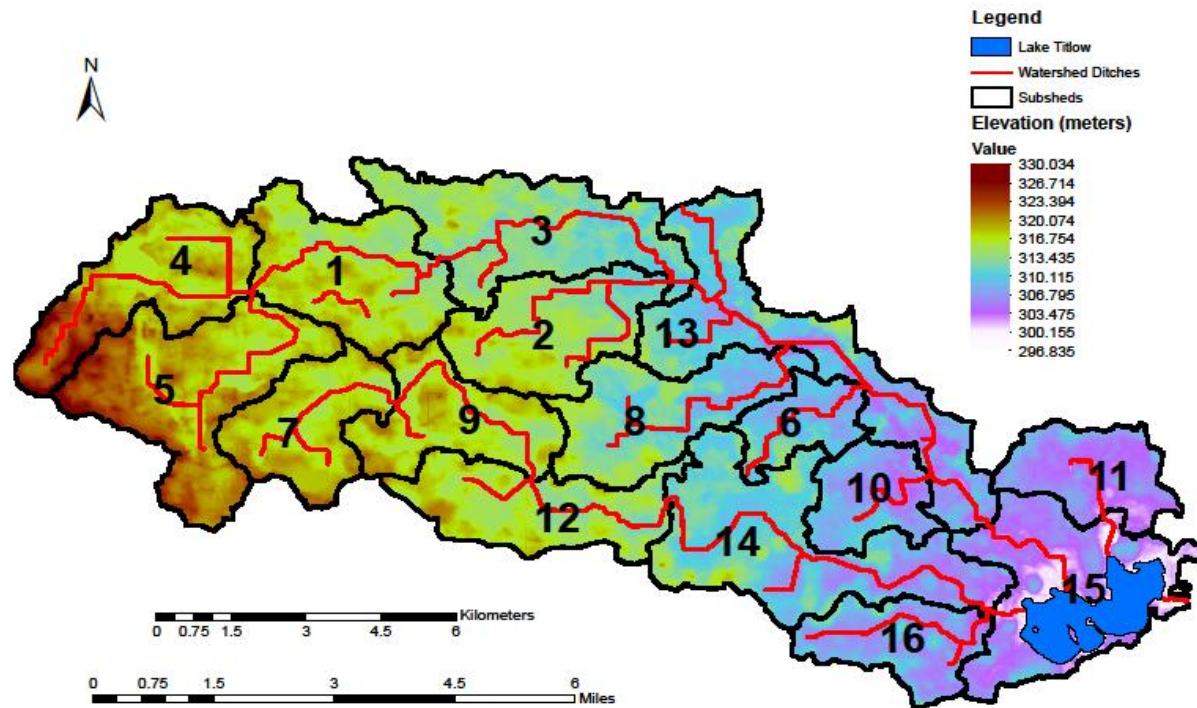 Legend
Lake Titlow
Watershed Ditches
Subsheds
Elevation (meters)
Value
330.034
326.714
323.394
320.074
316.754
313.435
310.115
306.795
303.475
300.155
296.835
N
3
4
1
2
13
5
8
6
7
9
11
10
12
14
15
16
Kilometers
0 0.75 1.5 3 4.5 6
0 0.75 1.5 3 4.5 6
Miles